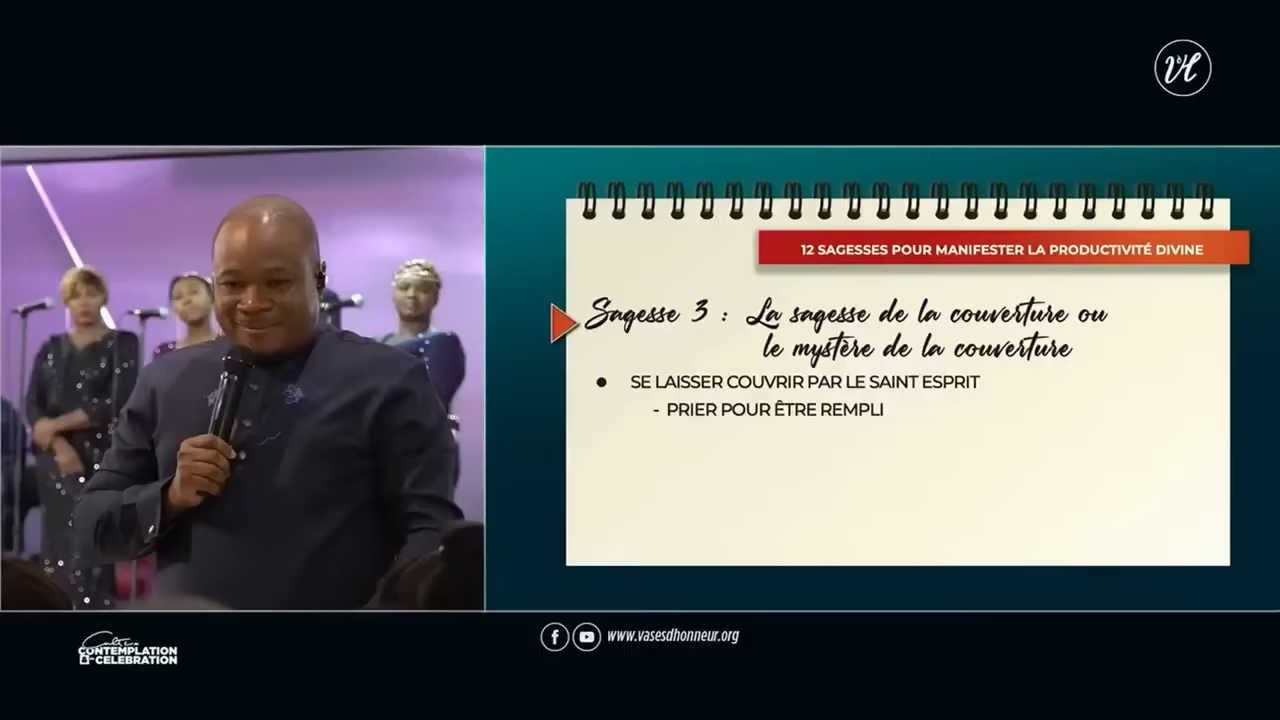 VH
12 SAGESSES POUR MANIFESTER LA PRODUCTIVITÉ DIVINE
Sagesse 3 : La sagesse de la couverture ou
le mystère de la couverture
● SE LAISSER COUVRIR PAR LE SAINT ESPRIT
- PRIER POUR ÊTRE REMPLI
CONTEMPLATION
& CELEBRATION
www.vasesdhonneur.org